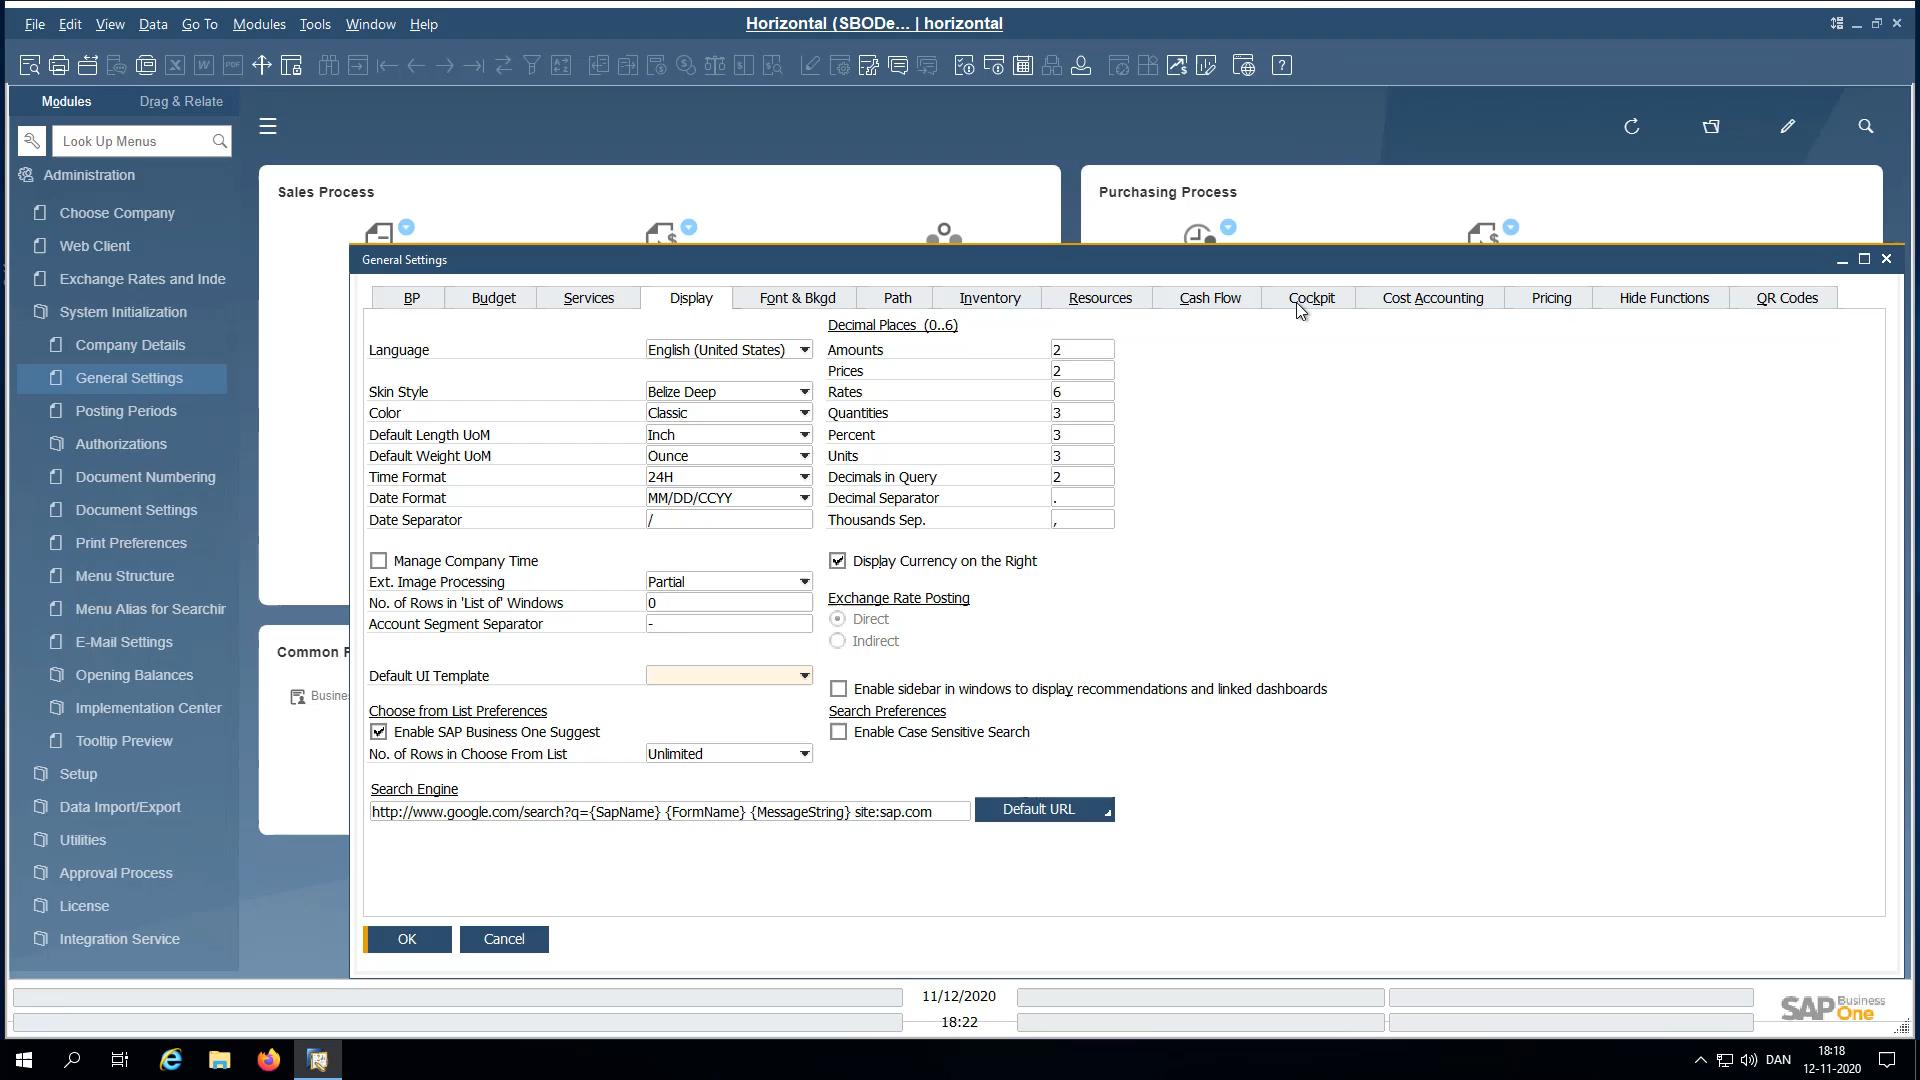 File Edit View Data Go To Modules Tools Window Help
Horizontal (SBODe... | horizontal
Modules Drag & Relate
Look Up Menus
Administration
Choose Company
Web Client
Exchange Rates and Inde
System Initialization
Company Details
General Settings
Posting Periods
Authorizations
Document Numbering
Document Settings
Print Preferences
Menu Structure
Menu Alias for Searchir
E-Mail Settings
Opening Balances
Implementation Center
Tooltip Preview
Setup
Data Import/Export
Utilities
Approval Process
License
Integration Service
Sales Process
Purchasing Process
Common F
Busine
General Settings
BP Budget Services Display Font & Bkgd Path Inventory Resources Cash Flow Cockpit Cost Accounting Pricing Hide Functions QR Codes
Decimal Places (0..6)
Language English (United States) Amounts 2
Prices 2
Skin Style Belize Deep Rates 6
Color Classic Quantities 3
Default Length UoM Inch Percent 3
Default Weight UoM Ounce Units 3
Time Format 24H Decimals in Query 2
Date Format MM/DD/CCYY Decimal Separator .
Date Separator / Thousands Sep. ,
Manage Company Time Display Currency on the Right
Ext. Image Processing Partial
No. of Rows in 'List of' Windows 0 Exchange Rate Posting
Account Segment Separator - Direct
Indirect
Default UI Template
Enable sidebar in windows to display recommendations and linked dashboards
Choose from List Preferences Search Preferences
Enable SAP Business One Suggest Enable Case Sensitive Search
No. of Rows in Choose From List Unlimited
Search Engine
http://www.google.com/search?q={SapName} {FormName} {MessageString} site:sap.com Default URL
OK Cancel
11/12/2020
18:22
SAP Business One
DAN
18:18
12-11-2020